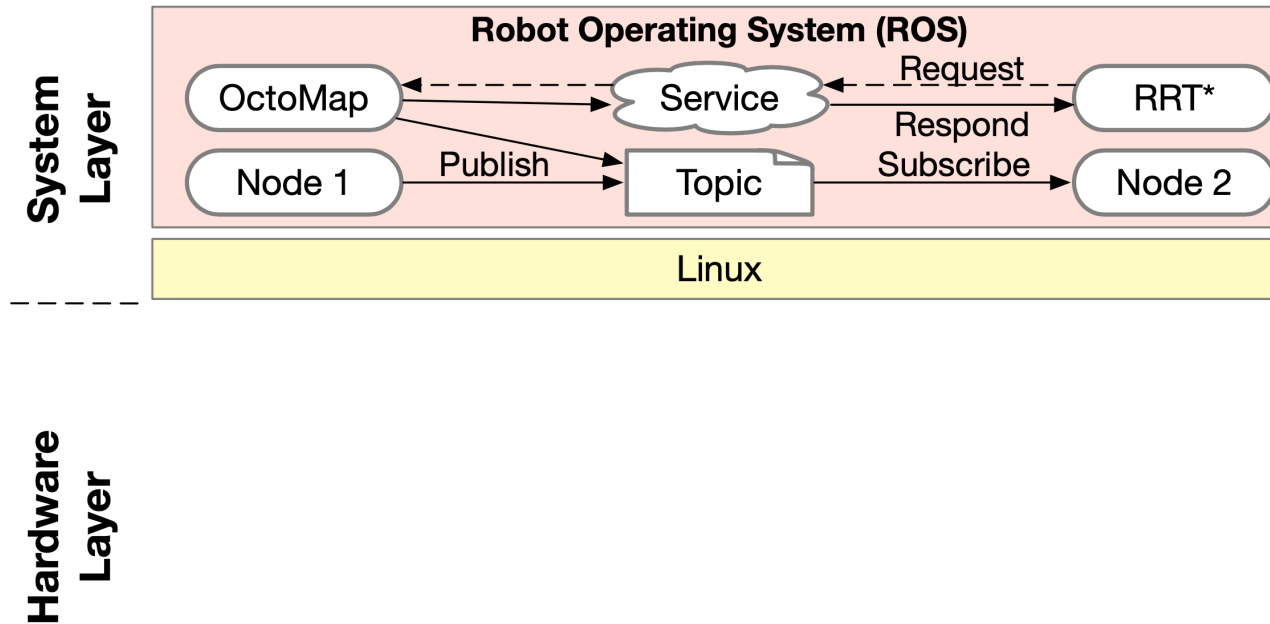 Robot Operating System (ROS)
System
Layer
OctoMap
Service
Request
RRT*
Respond
Node 1
Publish
Topic
Subscribe
Node 2
Linux
Hardware
Layer